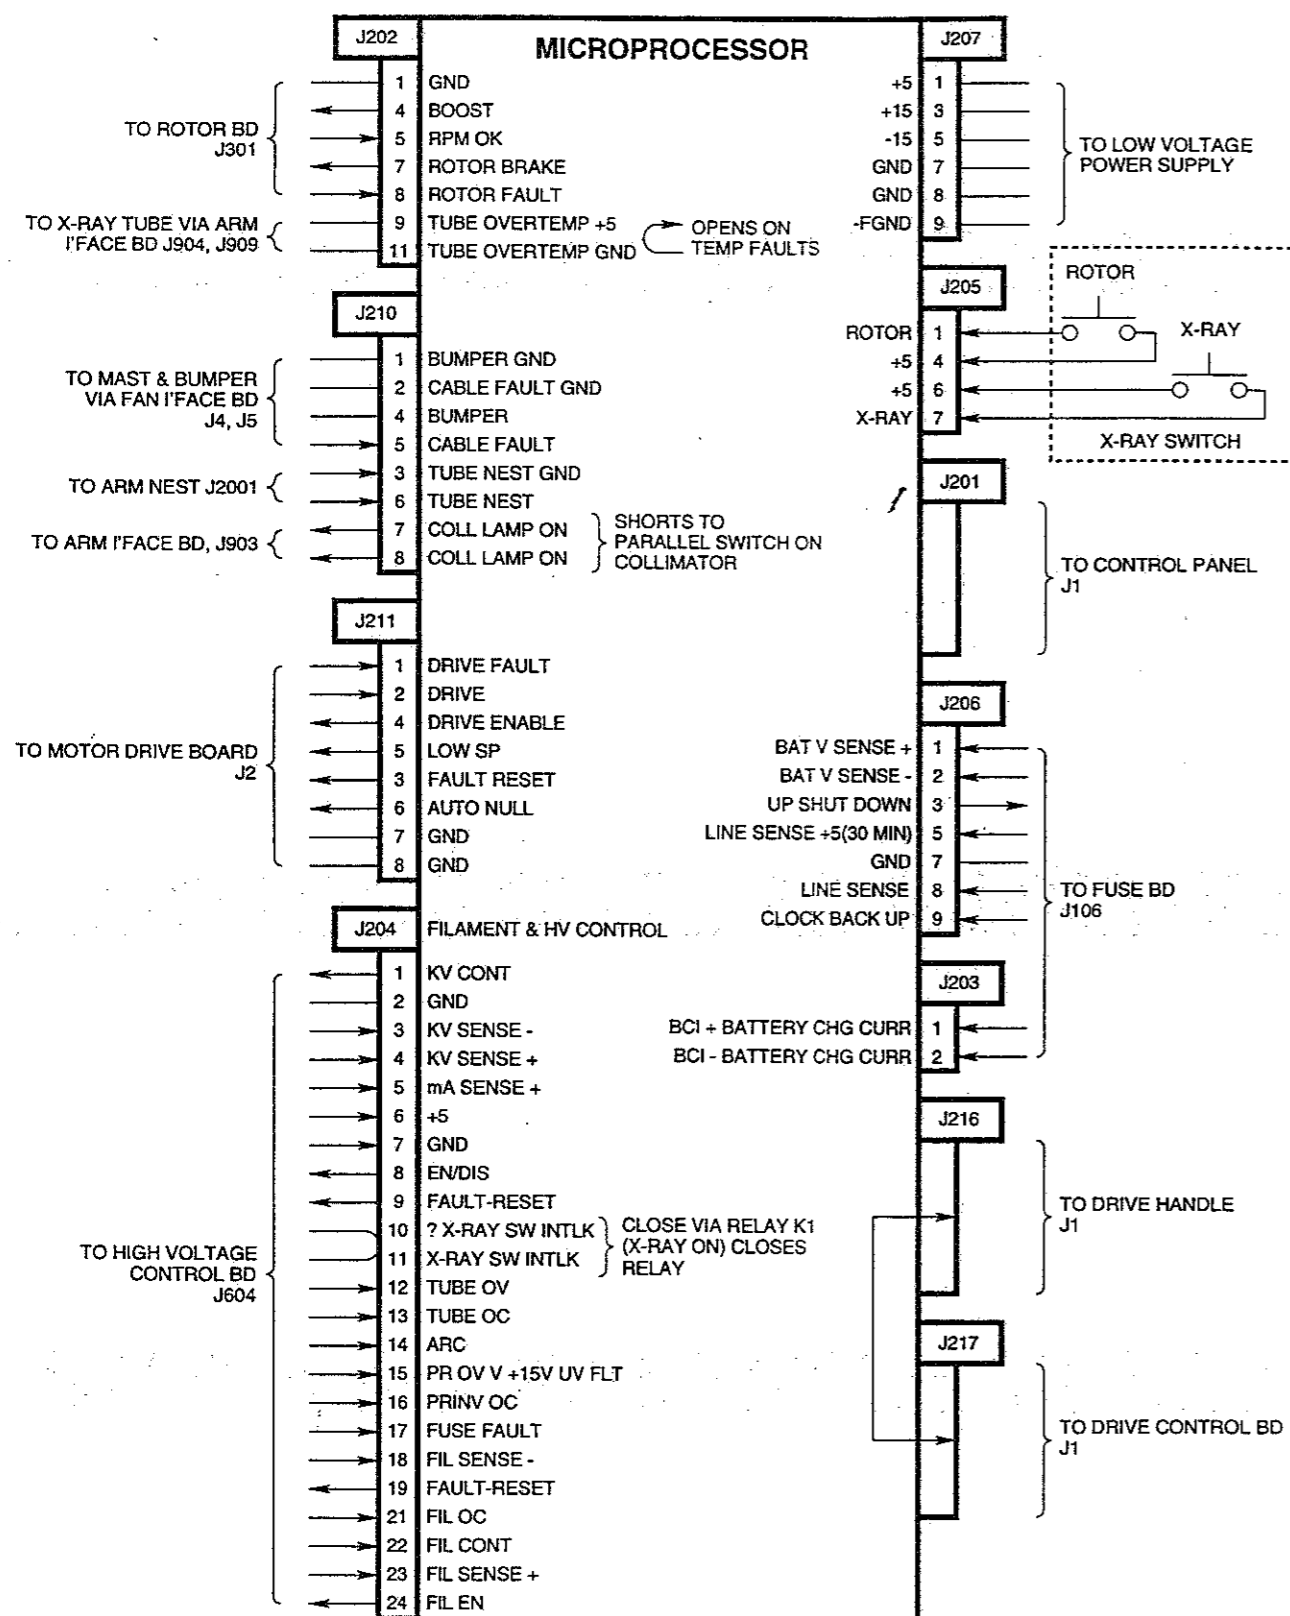 MICROPROCESSOR
J202
TO ROTOR BD
J301
1 GND
4 BOOST
5 RPM OK
7 ROTOR BRAKE
8 ROTOR FAULT
TO X-RAY TUBE VIA ARM
I'FACE BD J904, J909
9 TUBE OVERTEMP +5
11 TUBE OVERTEMP GND
OPENS ON
TEMP FAULTS
J210
TO MAST & BUMPER
VIA FAN I'FACE BD
J4, J5
1 BUMPER GND
2 CABLE FAULT GND
4 BUMPER
5 CABLE FAULT
TO ARM NEST J2001
3 TUBE NEST GND
6 TUBE NEST
TO ARM I'FACE BD, J903
7 COLL LAMP ON
8 COLL LAMP ON
SHORTS TO
PARALLEL SWITCH ON
COLLIMATOR
J211
TO MOTOR DRIVE BOARD
J2
1 DRIVE FAULT
2 DRIVE
4 DRIVE ENABLE
5 LOW SP
3 FAULT RESET
6 AUTO NULL
7 GND
8 GND
J204 FILAMENT & HV CONTROL
TO HIGH VOLTAGE
CONTROL BD
J604
1 KV CONT
2 GND
3 KV SENSE -
4 KV SENSE +
5 mA SENSE +
6 +5
7 GND
8 EN/DIS
9 FAULT-RESET
10 ? X-RAY SW INTLK
11 X-RAY SW INTLK
CLOSE VIA RELAY K1
(X-RAY ON) CLOSES
RELAY
12 TUBE OV
13 TUBE OC
14 ARC
15 PR OV V +15V UV FLT
16 PRINV OC
17 FUSE FAULT
18 FIL SENSE -
19 FAULT-RESET
21 FIL OC
22 FIL CONT
23 FIL SENSE +
24 FIL EN
J207
+5 1
+15 3
-15 5
GND 7
GND 8
-FGND 9
TO LOW VOLTAGE
POWER SUPPLY
J205
ROTOR 1
+5 4
+5 6
X-RAY 7
ROTOR
X-RAY
X-RAY SWITCH
J201
TO CONTROL PANEL
J1
J206
BAT V SENSE + 1
BAT V SENSE - 2
UP SHUT DOWN 3
LINE SENSE +5(30 MIN) 5
GND 7
LINE SENSE 8
CLOCK BACK UP 9
TO FUSE BD
J106
J203
BCI + BATTERY CHG CURR 1
BCI - BATTERY CHG CURR 2
J216
TO DRIVE HANDLE
J1
J217
TO DRIVE CONTROL BD
J1